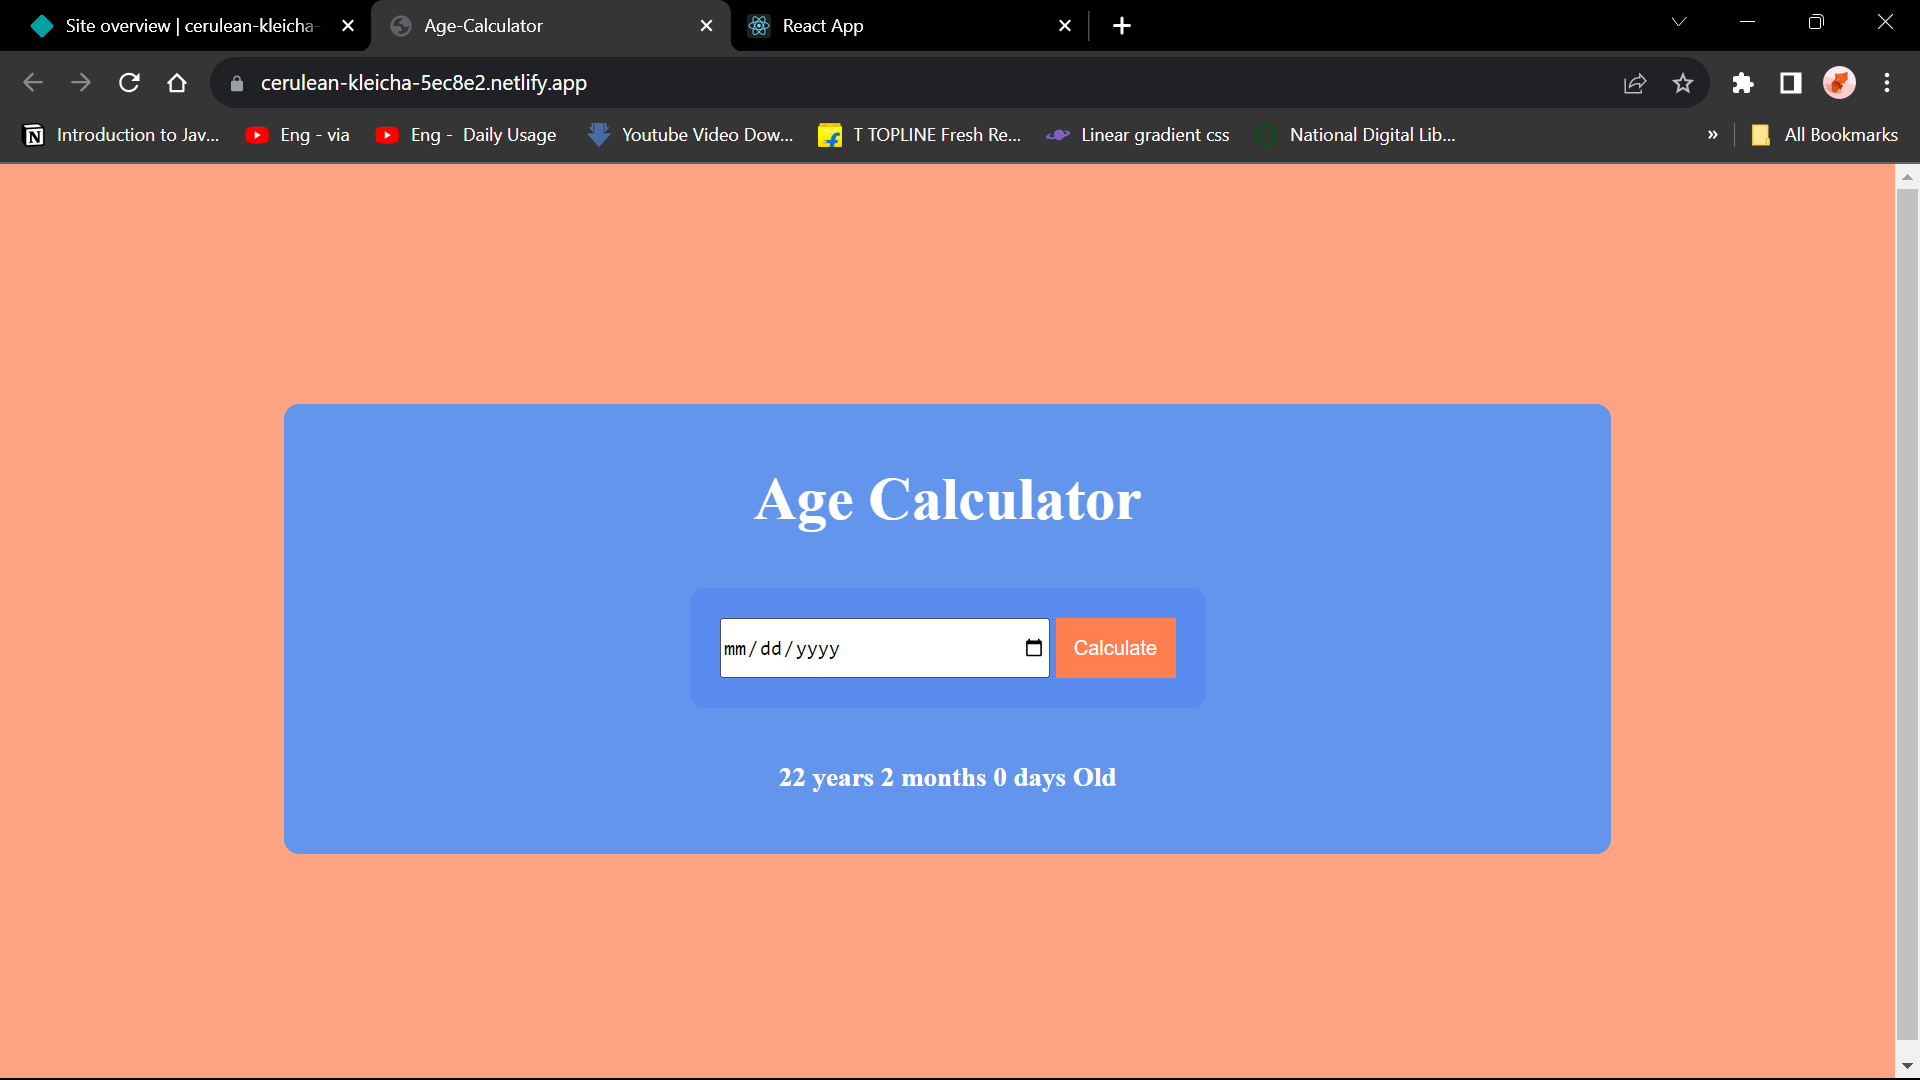 Site overview | cerulean-kleicha-
Age-Calculator
React App
cerulean-kleicha-5ec8e2.netlify.app
Introduction to Jav...
Eng - via
Eng - Daily Usage
Youtube Video Dow...
T TOPLINE Fresh Re...
Linear gradient css
National Digital Lib...
»
All Bookmarks
Age Calculator
mm/dd/yyyy
Calculate
22 years 2 months 0 days Old